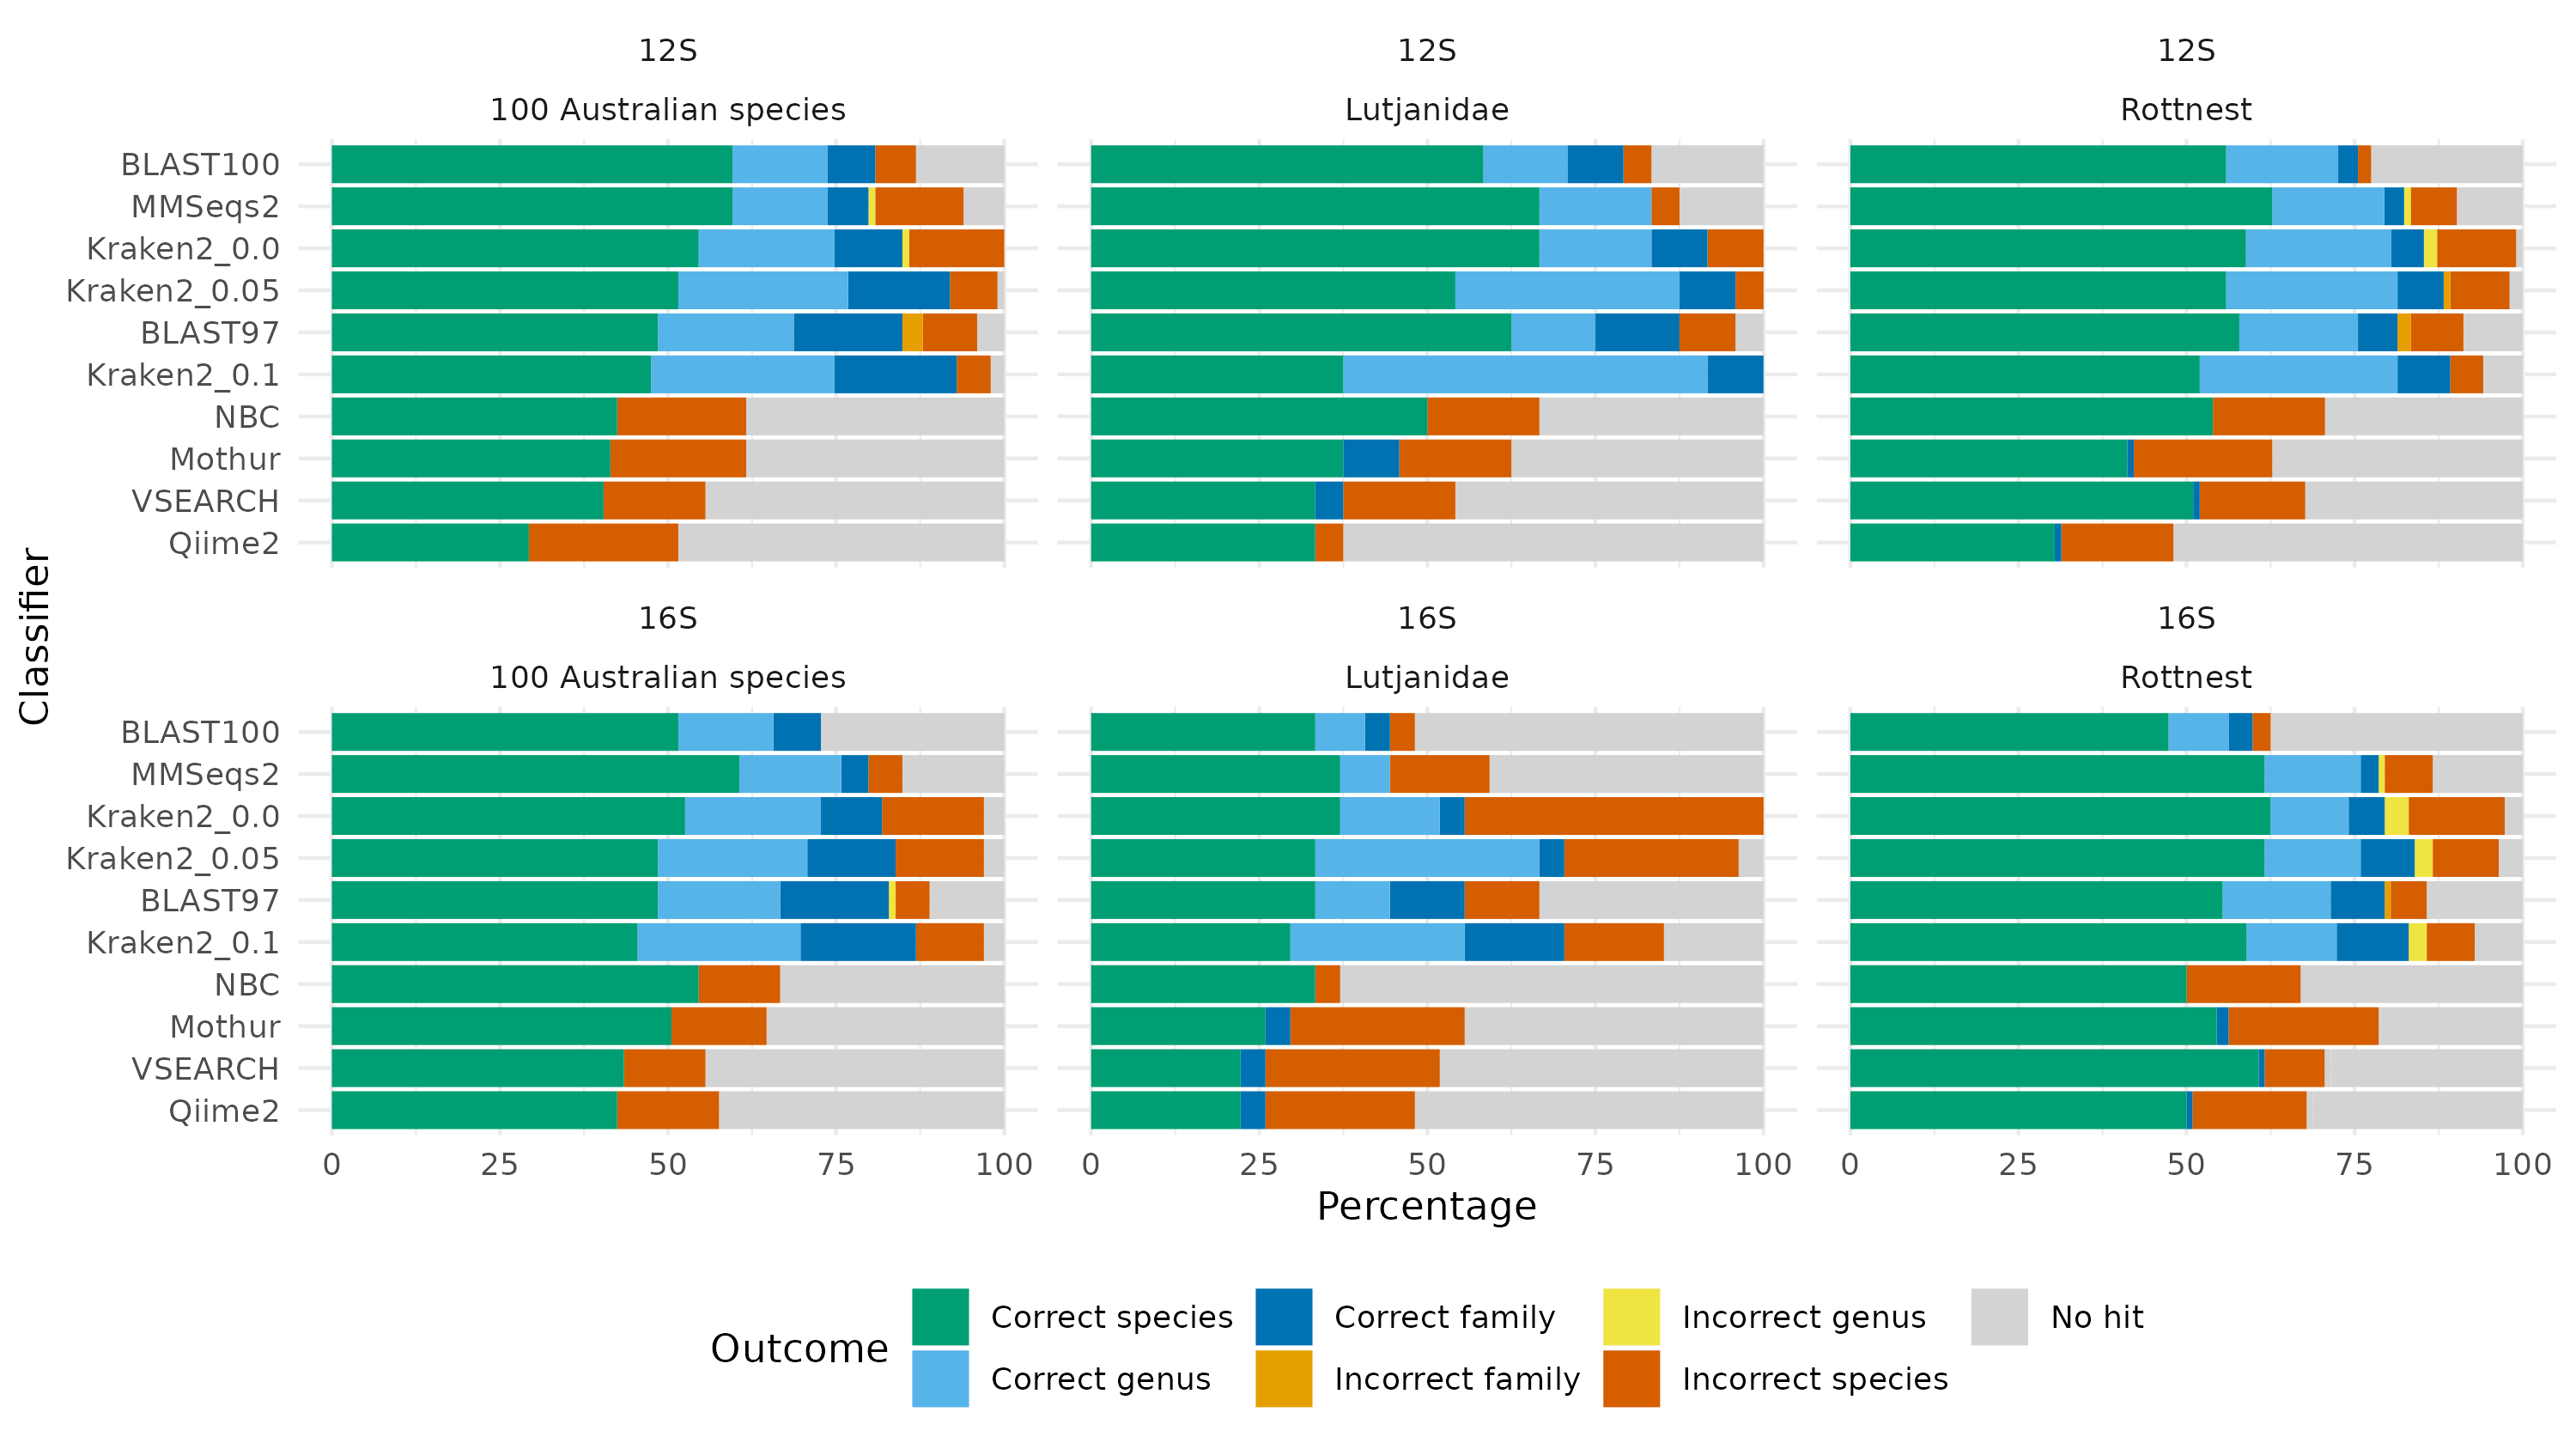 12S 12S 12S
100 Australian species Lutjanidae Rottnest
BLAST100
MMSeqs2
Kraken2_0.0
Kraken2_0.05
BLAST97
Kraken2_0.1
NBC
Mothur
VSEARCH
Qiime2
Classifier
16S 16S 16S
100 Australian species Lutjanidae Rottnest
BLAST100
MMSeqs2
Kraken2_0.0
Kraken2_0.05
BLAST97
Kraken2_0.1
NBC
Mothur
VSEARCH
Qiime2
0 25 50 75 100 0 25 50 75 100 0 25 50 75 100
Percentage
Outcome
Correct species Correct family Incorrect genus No hit
Correct genus Incorrect family Incorrect species